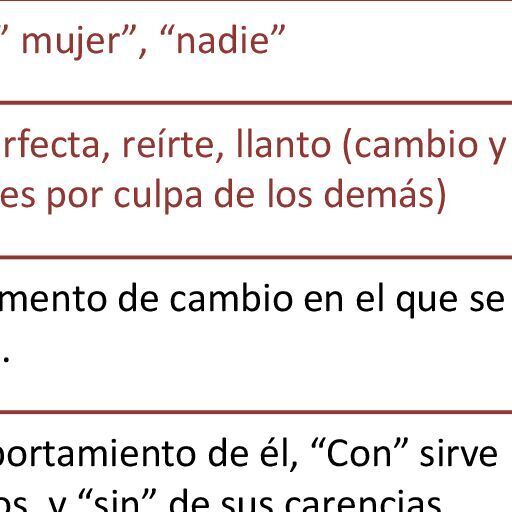 ” mujer”, “nadie”
rfecta, reírte, llanto (cambio y
es por culpa de los demás)
mento de cambio en el que se
.
portamiento de él, “Con” sirve
os, y “sin” de sus carencias